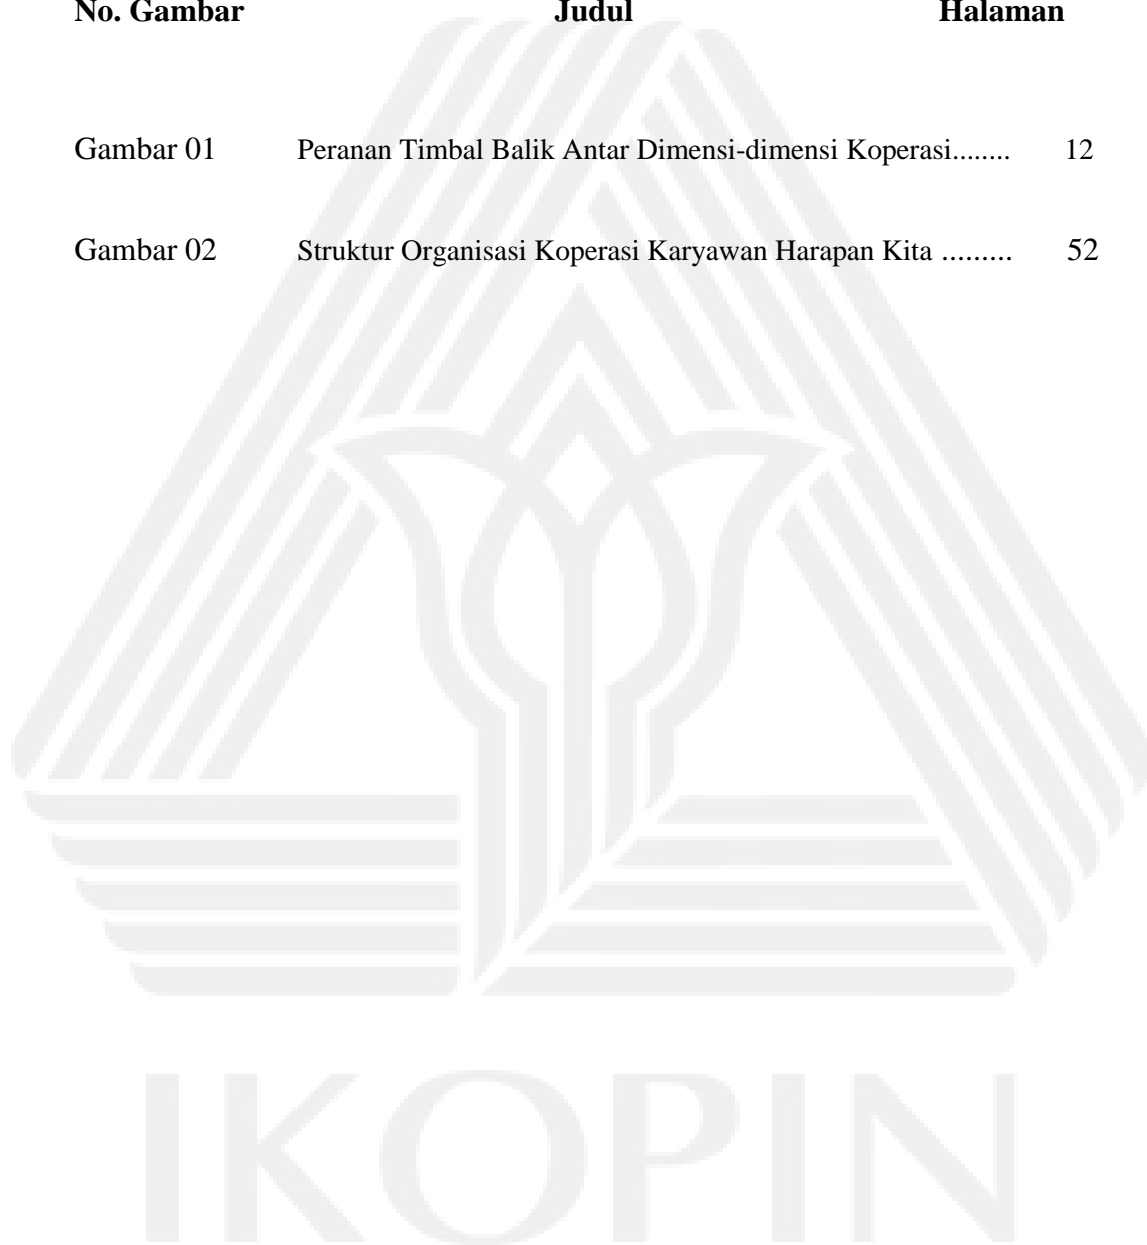 No. Gambar Judul Halaman
Gambar 01 Peranan Timbal Balik Antar Dimensi-dimensi Koperasi........ 12
Gambar 02 Struktur Organisasi Koperasi Karyawan Harapan Kita ......... 52
IKOPIN